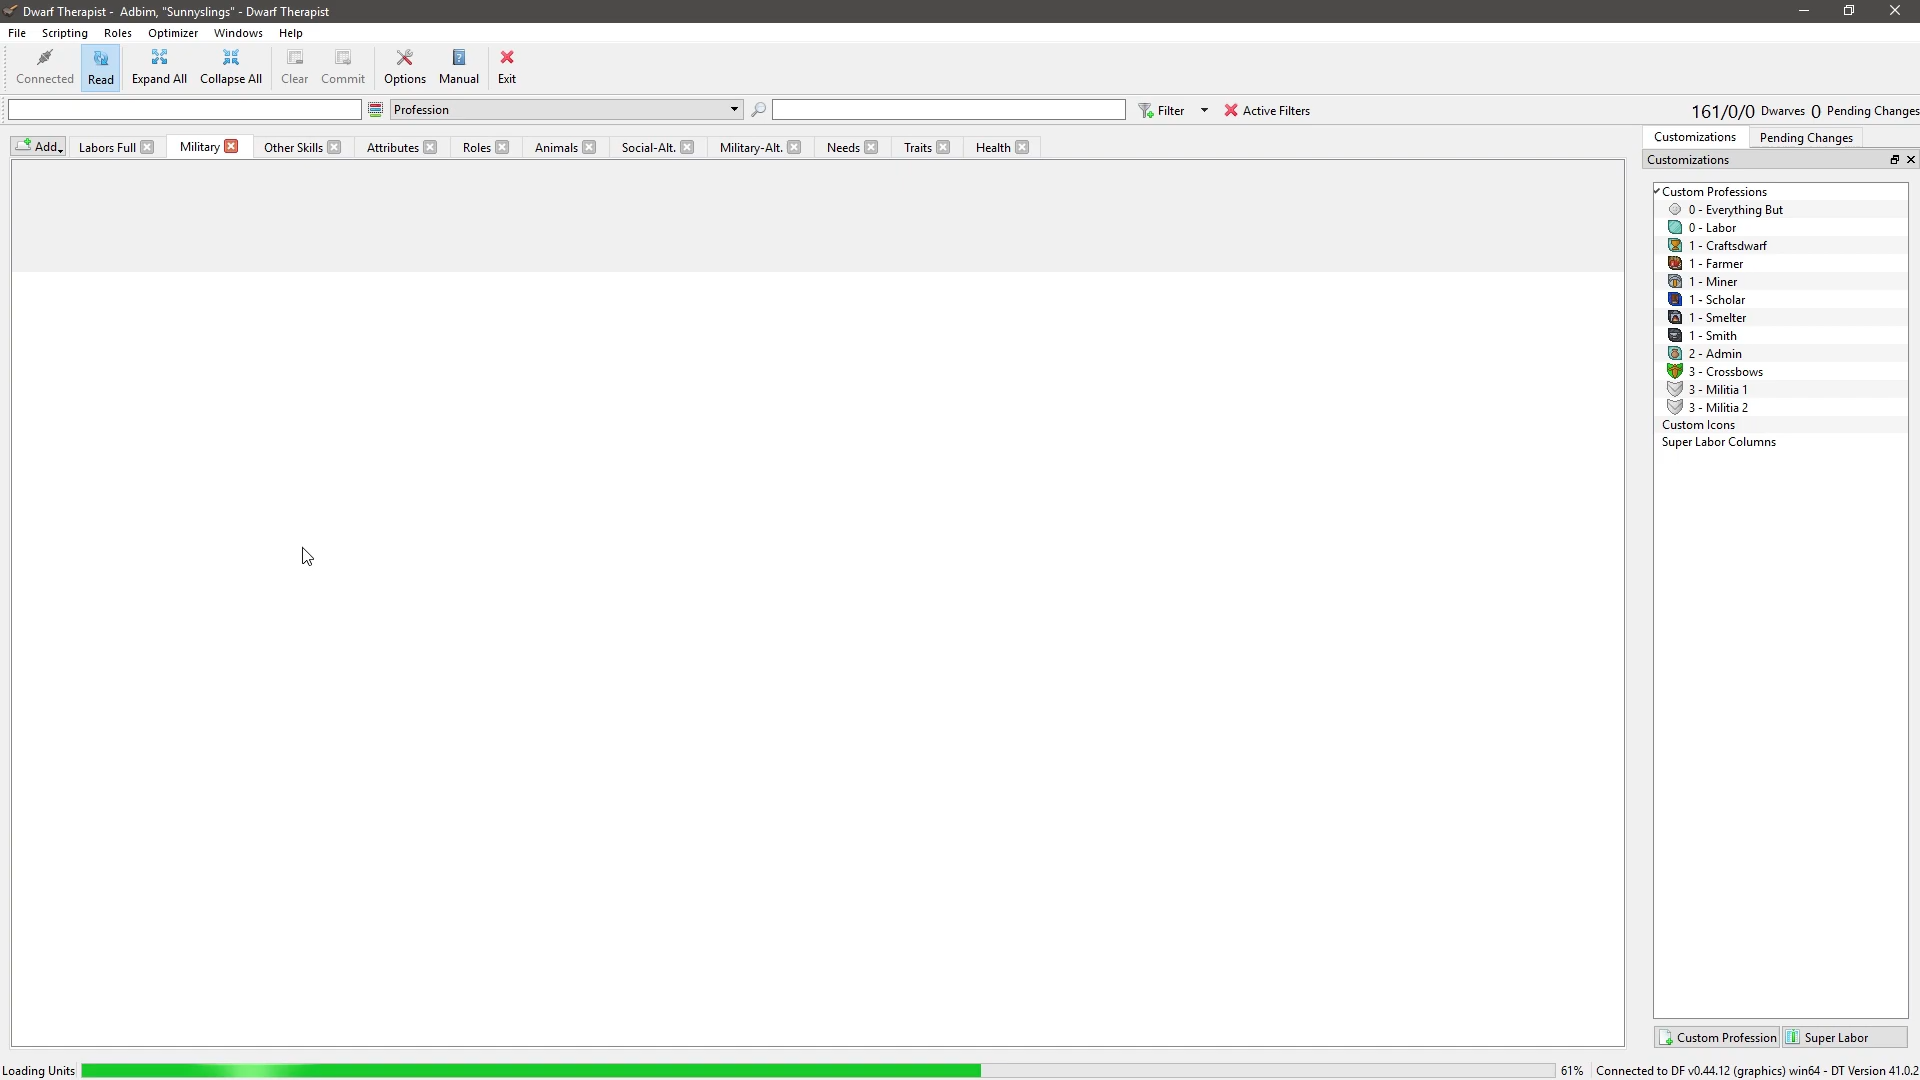 Dwarf Therapist - Adbim, "Sunnyslings" - Dwarf Therapist
File Scripting Roles Optimizer Windows Help
Connected Read Expand All Collapse All Clear Commit Options Manual Exit
Profession Filter Active Filters 161/0/0 Dwarves 0 Pending Changes
Add Labors Full Military Other Skills Attributes Roles Animals Social-Alt. Military-Alt. Needs Traits Health
Customizations Pending Changes
Customizations
Custom Professions
0 - Everything But
0 - Labor
1 - Craftsdwarf
1 - Farmer
1 - Miner
1 - Scholar
1 - Smelter
1 - Smith
2 - Admin
3 - Crossbows
3 - Militia 1
3 - Militia 2
Custom Icons
Super Labor Columns
Custom Profession Super Labor
Loading Units 61% Connected to DF v0.44.12 (graphics) win64 - DT Version 41.0.2